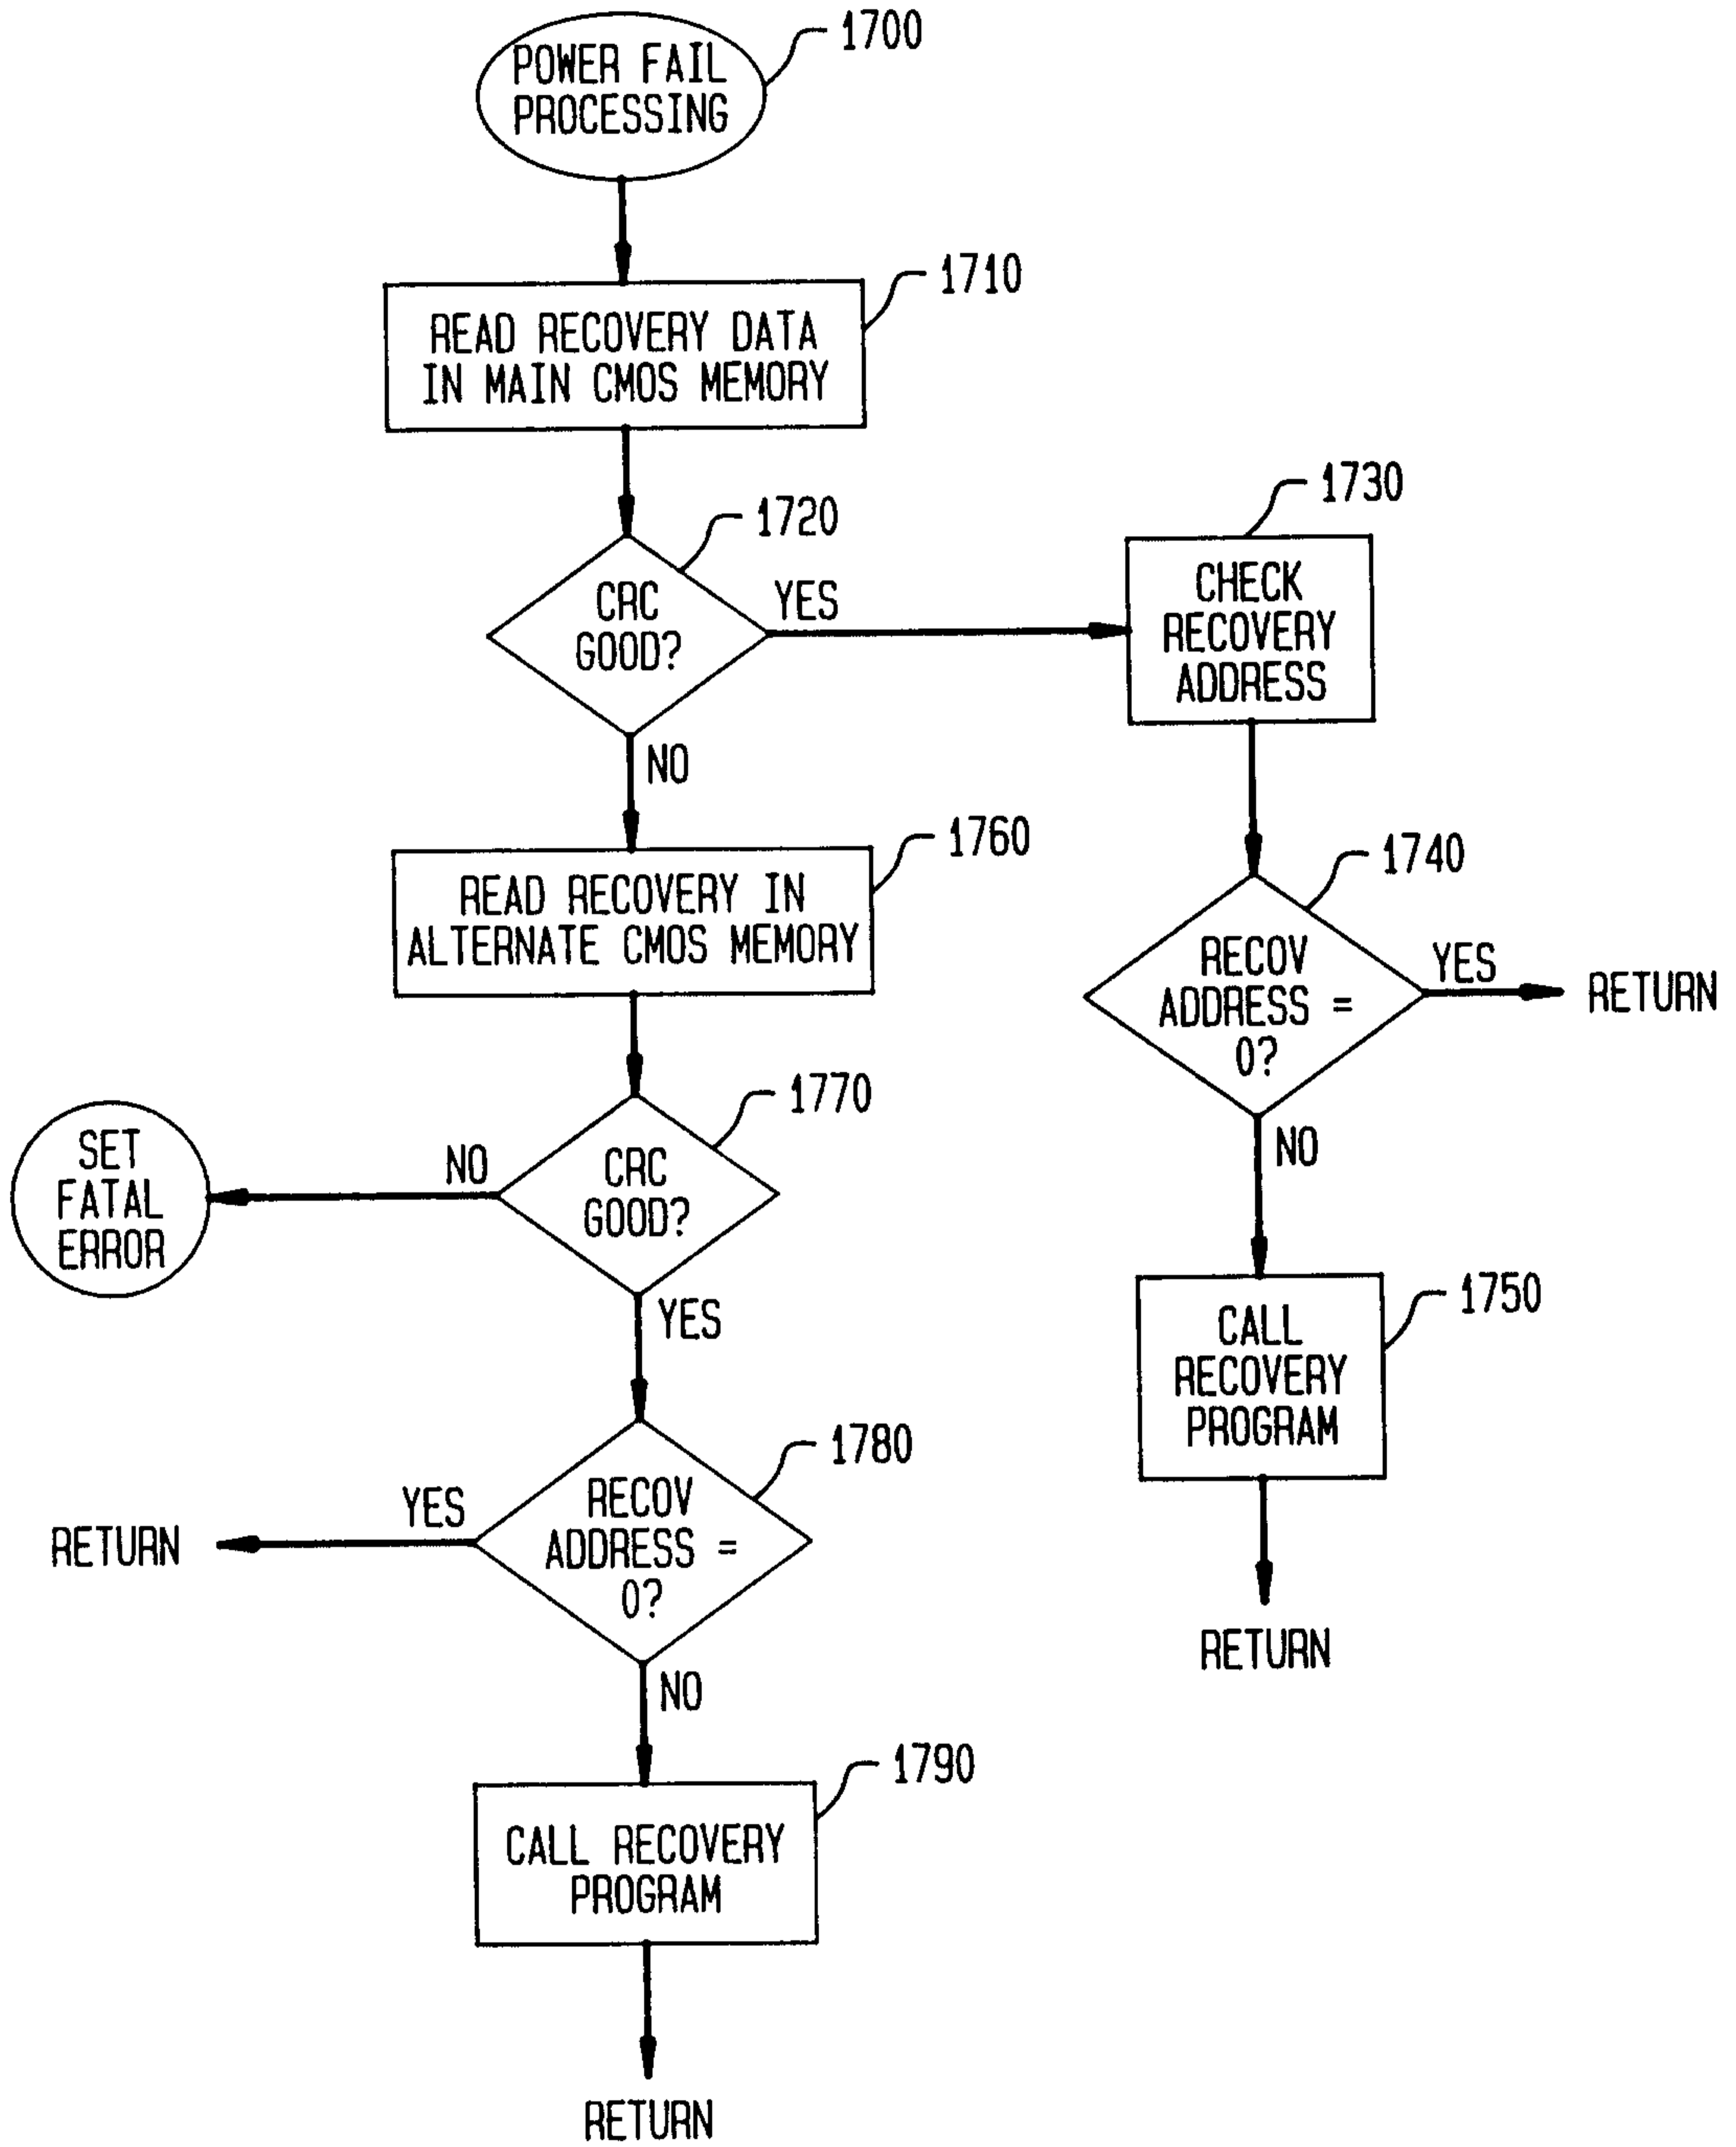 1700
POWER FAIL
PROCESSING
1710
READ RECOVERY DATA
IN MAIN CMOS MEMORY
1720
CRC
GOOD?
YES
NO
1730
CHECK
RECOVERY
ADDRESS
1740
RECOV
ADDRESS =
0?
YES
RETURN
NO
1750
CALL
RECOVERY
PROGRAM
RETURN
1760
READ RECOVERY IN
ALTERNATE CMOS MEMORY
1770
CRC
GOOD?
NO
SET
FATAL
ERROR
YES
1780
RECOV
ADDRESS =
0?
YES
RETURN
NO
1790
CALL RECOVERY
PROGRAM
RETURN